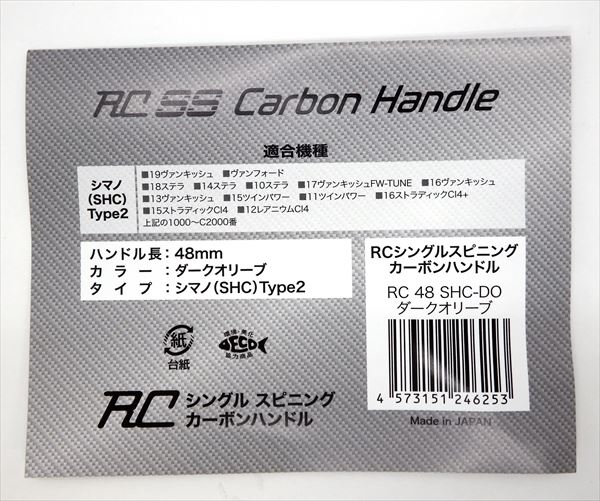 RC SS Carbon Handle
適合機種
シマノ
(SHC)
Type2
■19ヴァンキッシュ ■ヴァンフォード
■18ステラ ■14ステラ ■10ステラ ■17ヴァンキッシュFW-TUNE ■16ヴァンキッシュ
■13ヴァンキッシュ ■15ツインパワー ■11ツインパワー ■16ストラディックCI4+
■15ストラディックCI4 ■12レアニウムCI4
上記の1000〜C2000番
ハンドル長：48mm
カラー：ダークオリーブ
タイプ：シマノ(SHC)Type2
RCシングルスピニング
カーボンハンドル
RC 48 SHC-DO
ダークオリーブ
4 573151 246253
Made in JAPAN
紙
台紙
環境・美化
ECO
協力商品
RC シングル スピニング
カーボンハンドル